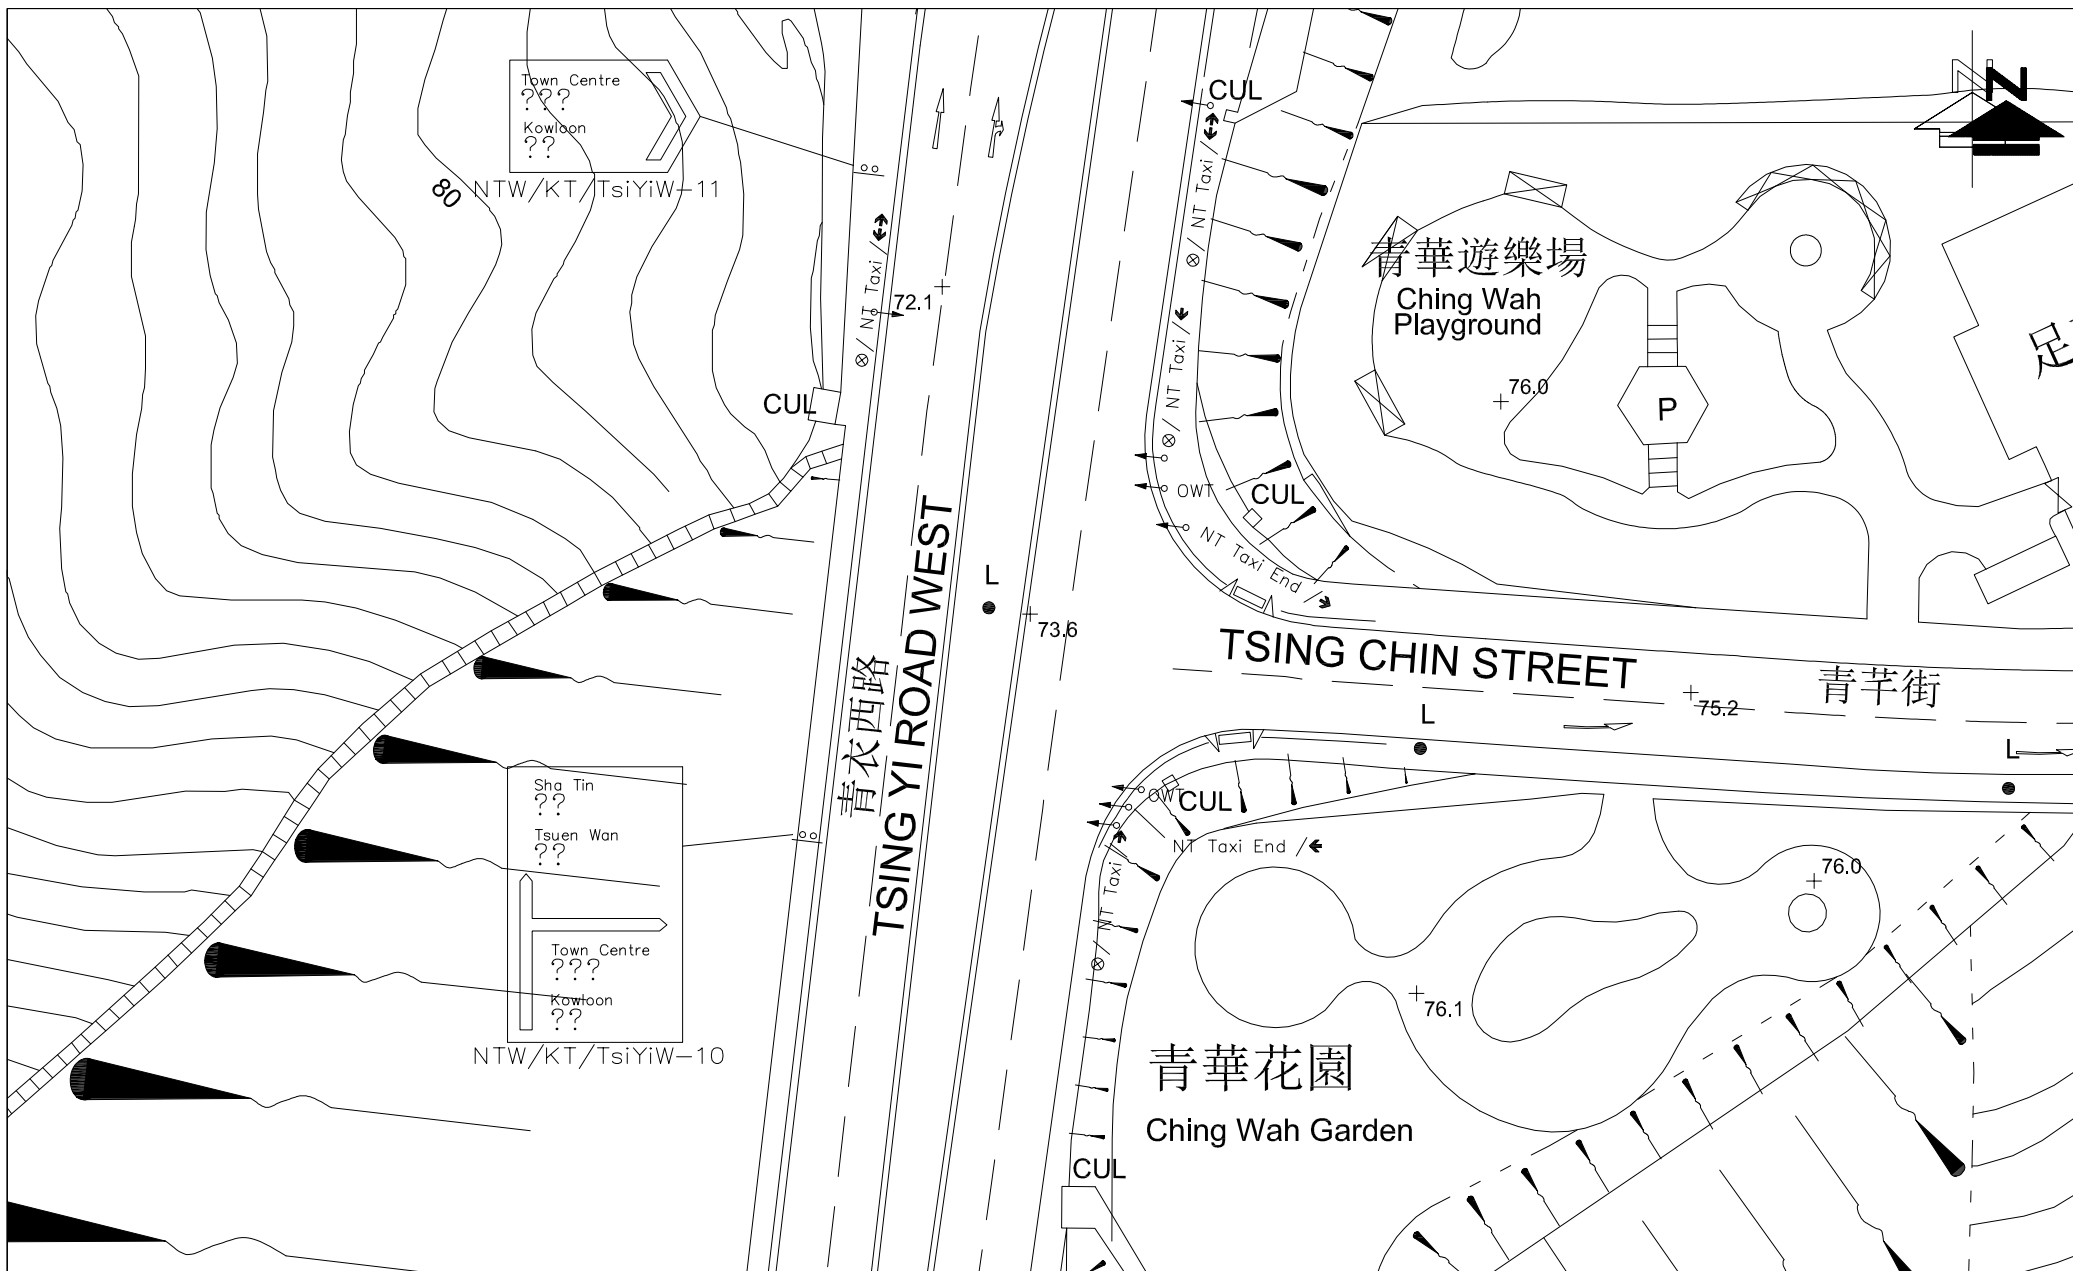 Town Centre
???
Kowloon
??
NTW/KT/TsiYiW-11
80
CUL
NT Taxi
N
72.1
NT Taxi
NT Taxi
青華遊樂場
Ching Wah
Playground
足
76.0
P
CUL
CUL
OWT
NT Taxi End
L
73.6
TSING YI ROAD WEST
青衣西路
TSING CHIN STREET
青芊街
75.2
L
L
Sha Tin
??
Tsuen Wan
??
Town Centre
???
Kowloon
??
NTW/KT/TsiYiW-10
OWT
CUL
NT Taxi End
NT Taxi
76.0
76.1
青華花園
Ching Wah Garden
CUL